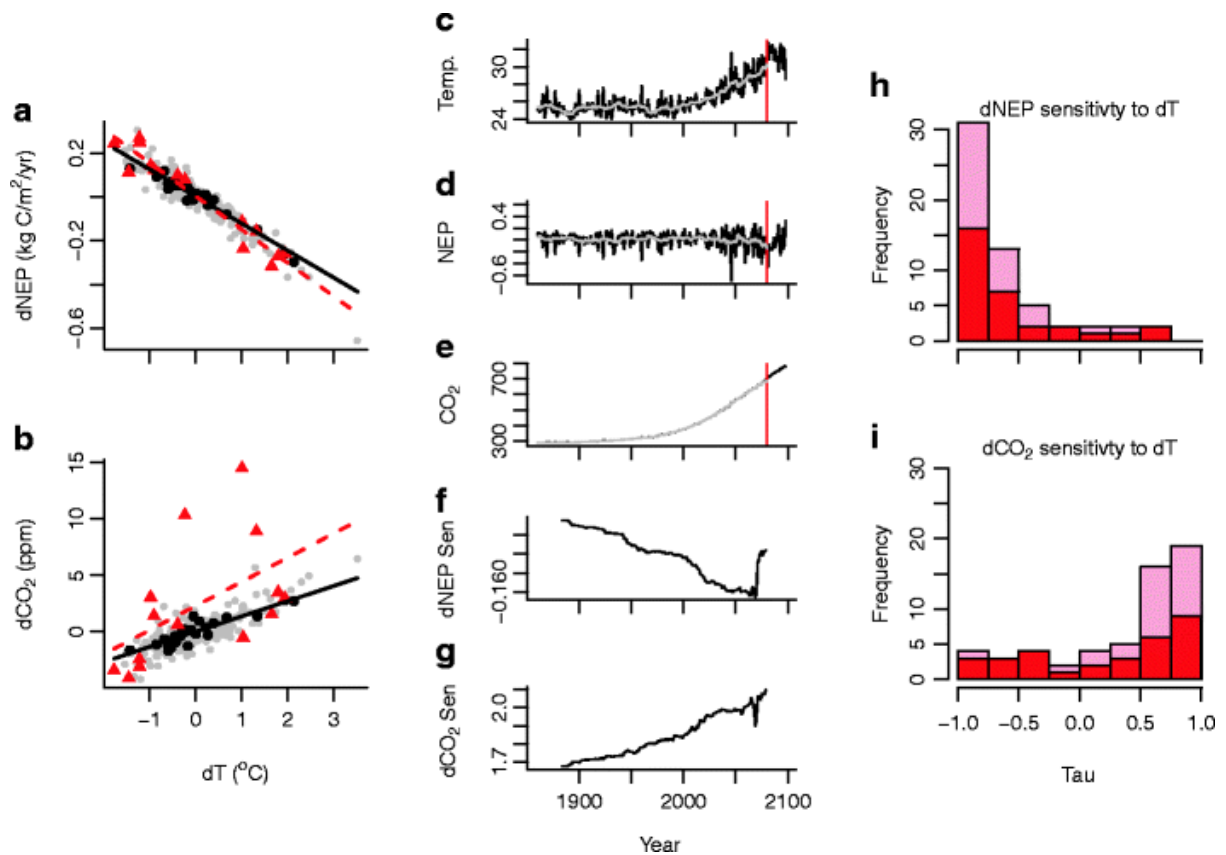 a
dNEP (kg C/m²/yr)
0.2
−0.2
−0.6
b
dCO₂ (ppm)
15
10
5
0
−1 0 1 2 3
dT (°C)
c
Temp.
30
24
d
NEP
0.4
−0.6
e
CO₂
700
300
f
dNEP Sen
−0.160
g
dCO₂ Sen
2.0
1.7
1900 2000 2100
Year
h
dNEP sensitivty to dT
Frequency
30
20
15
10
5
0
i
dCO₂ sensitivty to dT
Frequency
30
20
15
10
5
0
−1.0 −0.5 0.0 0.5 1.0
Tau